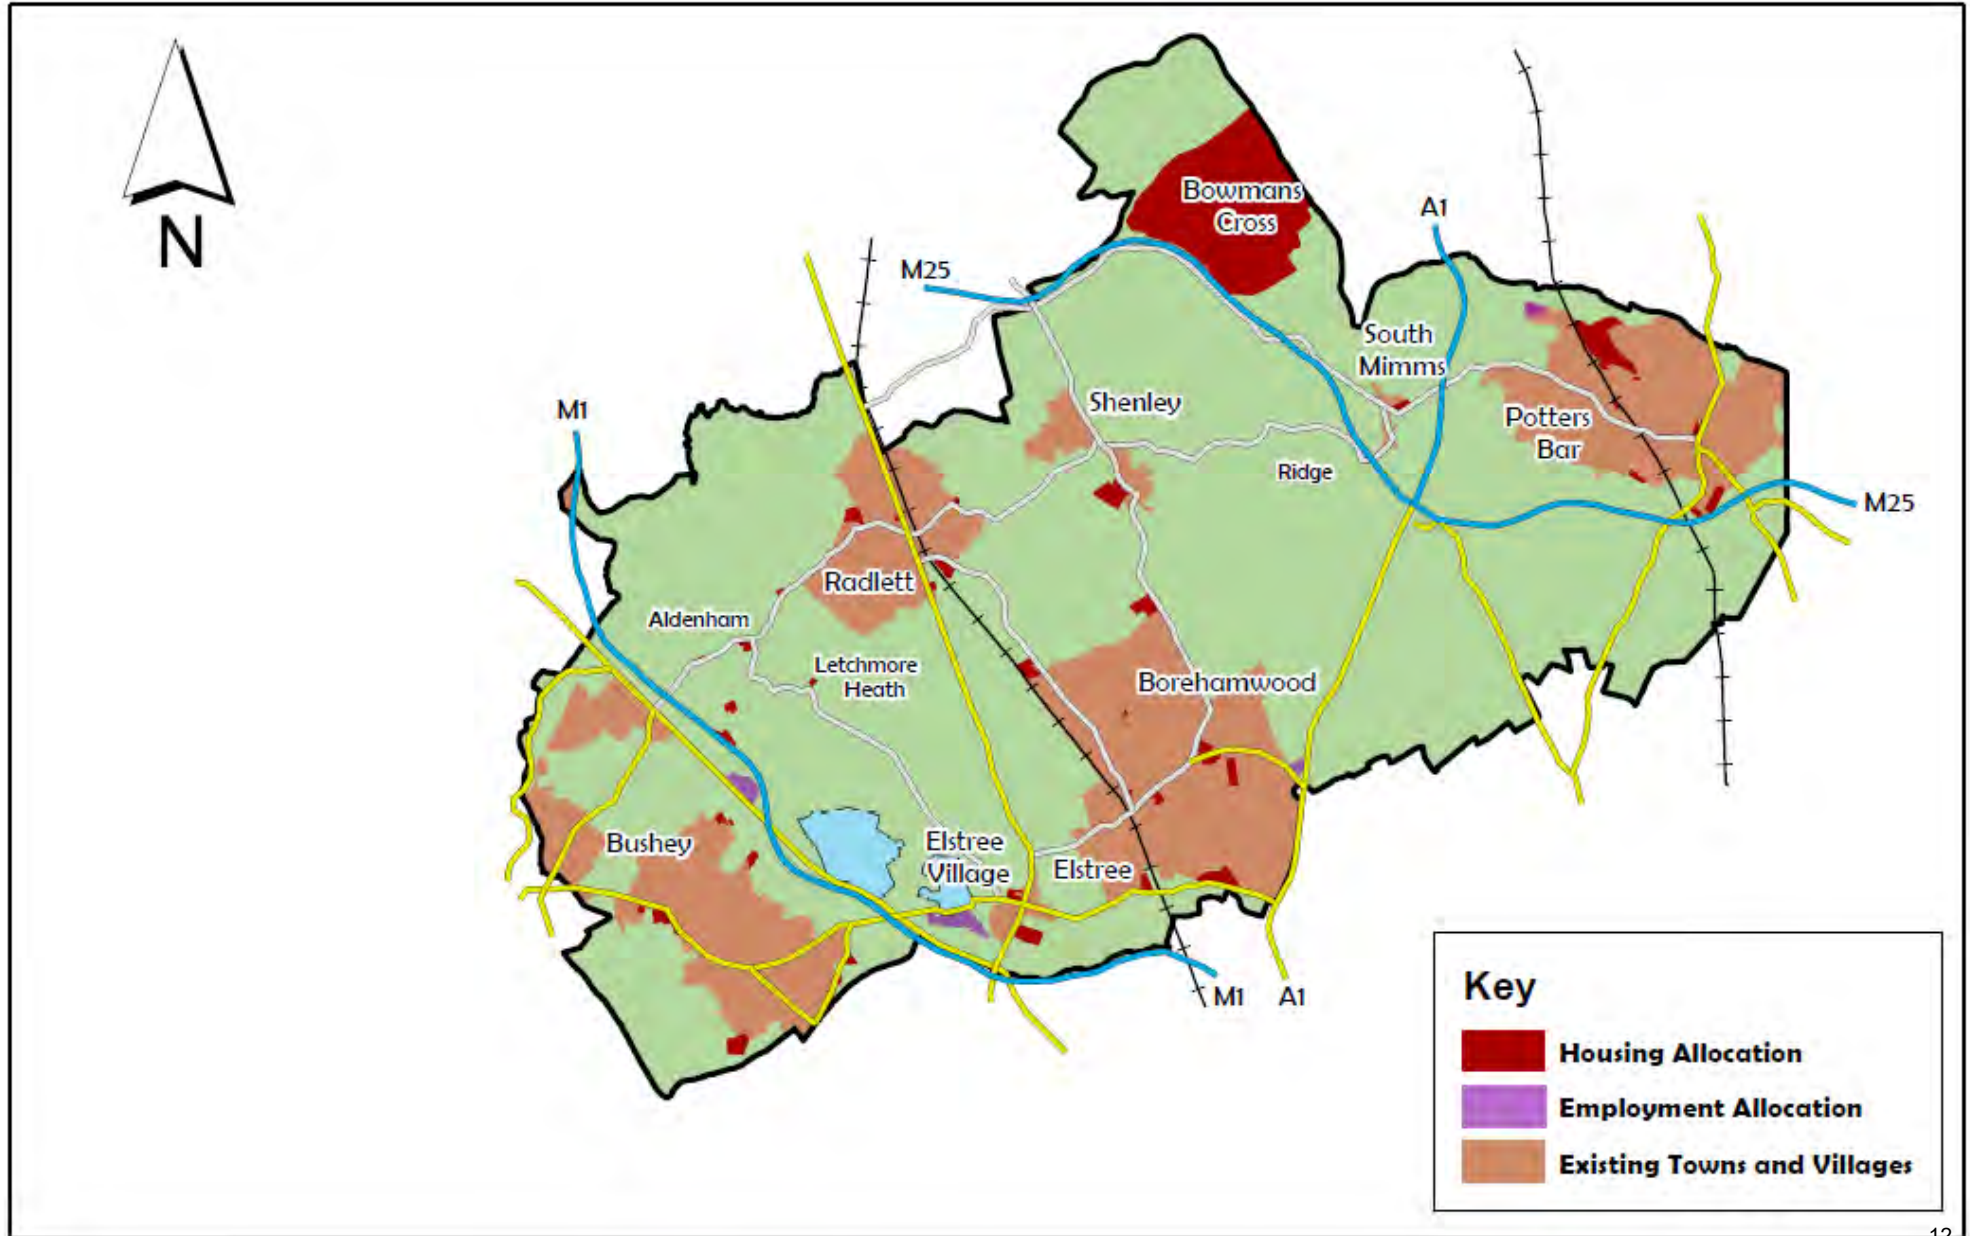 Bowmans
Cross
A1
M25
South
Mimms
M1
Shenley
Potters
Bar
Ridge
M25
Radlett
Aldenham
Letchmore
Heath
Borehamwood
Bushey
Elstree
Village
Elstree
N
M1
A1
Key
Housing Allocation
Employment Allocation
Existing Towns and Villages
12